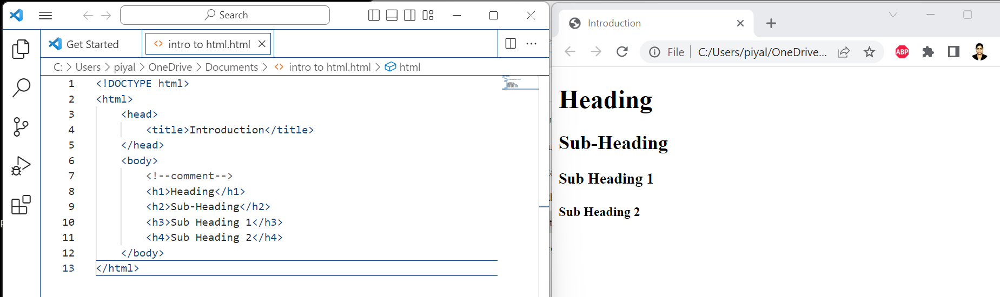 Search
Get Started
intro to html.html
C: > Users > piyal > OneDrive > Documents > <> intro to html.html > html
1 <!DOCTYPE html>
2 <html>
3 <head>
4 <title>Introduction</title>
5 </head>
6 <body>
7 <!--comment-->
8 <h1>Heading</h1>
9 <h2>Sub-Heading</h2>
10 <h3>Sub Heading 1</h3>
11 <h4>Sub Heading 2</h4>
12 </body>
13 </html>
Introduction
File | C:/Users/piyal/OneDrive...
ABP
Heading
Sub-Heading
Sub Heading 1
Sub Heading 2